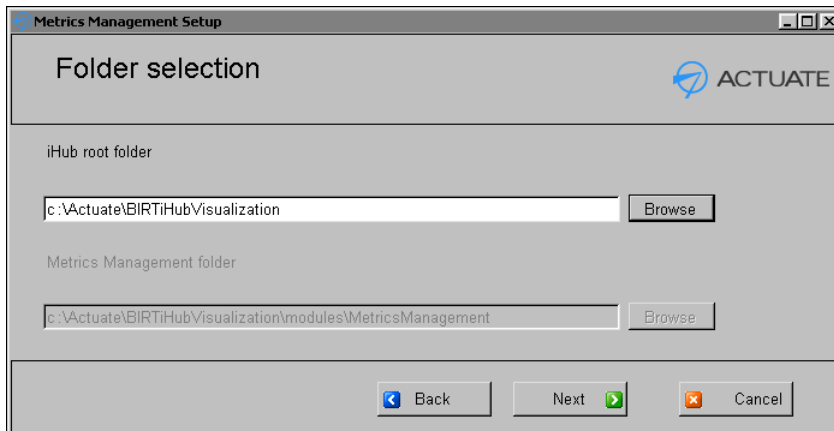 Metrics Management Setup
Folder selection
ACTUATE
iHub root folder
c:\Actuate\BIRTiHubVisualization
Browse
Metrics Management folder
c:\Actuate\BIRTiHubVisualization\modules\MetricsManagement
Browse
Back
Next
Cancel